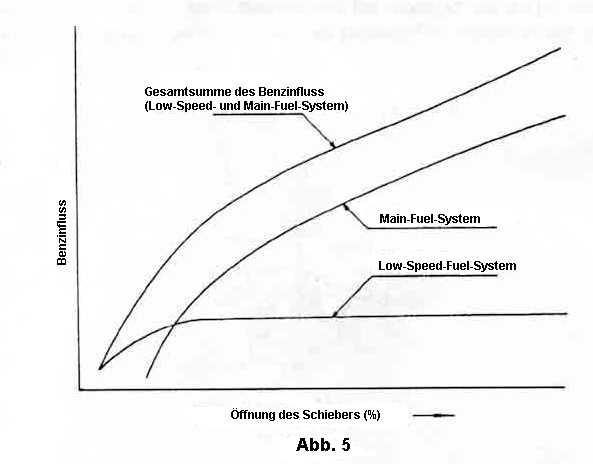 Gesamtsumme des Benzinfluss
(Low-Speed- und Main-Fuel-System)
Main-Fuel-System
Low-Speed-Fuel-System
Benzinfluss
Öffnung des Schiebers (%)
Abb. 5